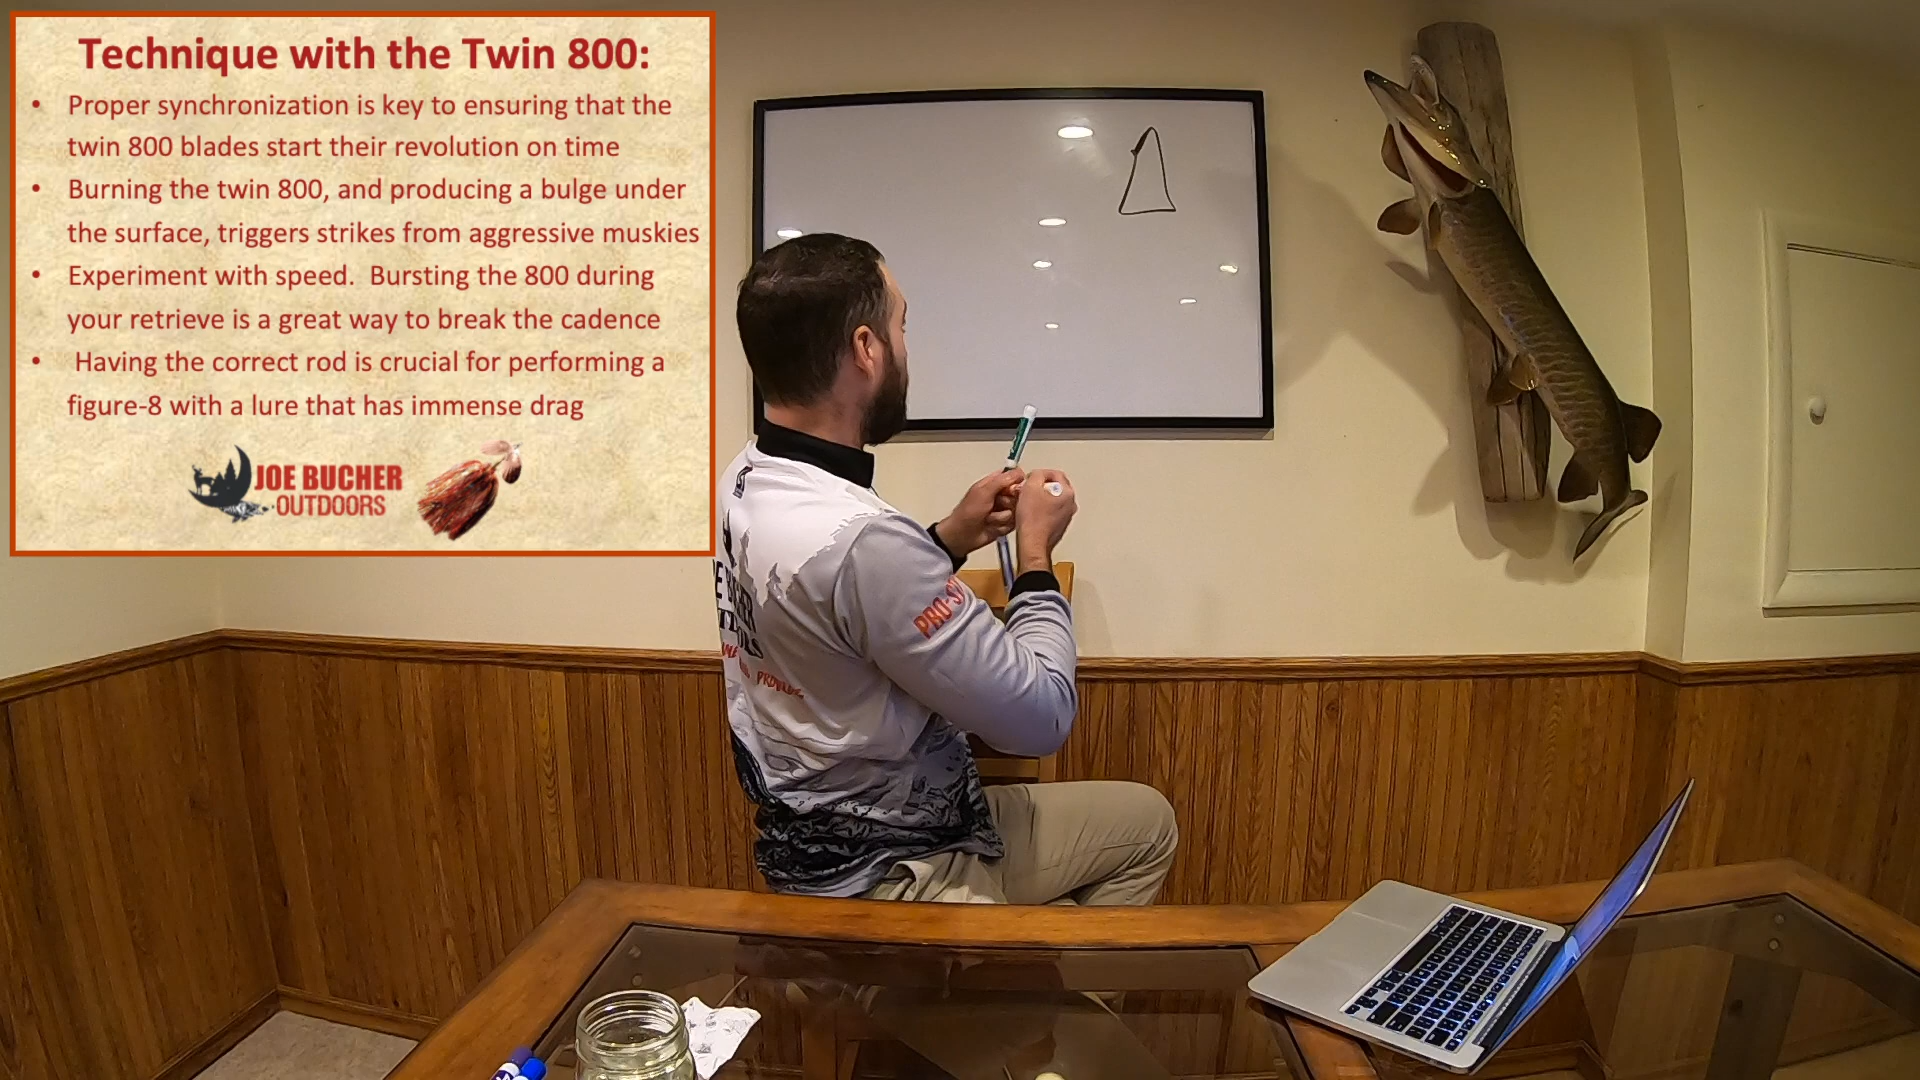 Technique with the Twin 800:
• Proper synchronization is key to ensuring that the
twin 800 blades start their revolution on time
• Burning the twin 800, and producing a bulge under
the surface, triggers strikes from aggressive muskies
• Experiment with speed.  Bursting the 800 during
your retrieve is a great way to break the cadence
• Having the correct rod is crucial for performing a
figure-8 with a lure that has immense drag
JOE BUCHER
OUTDOORS